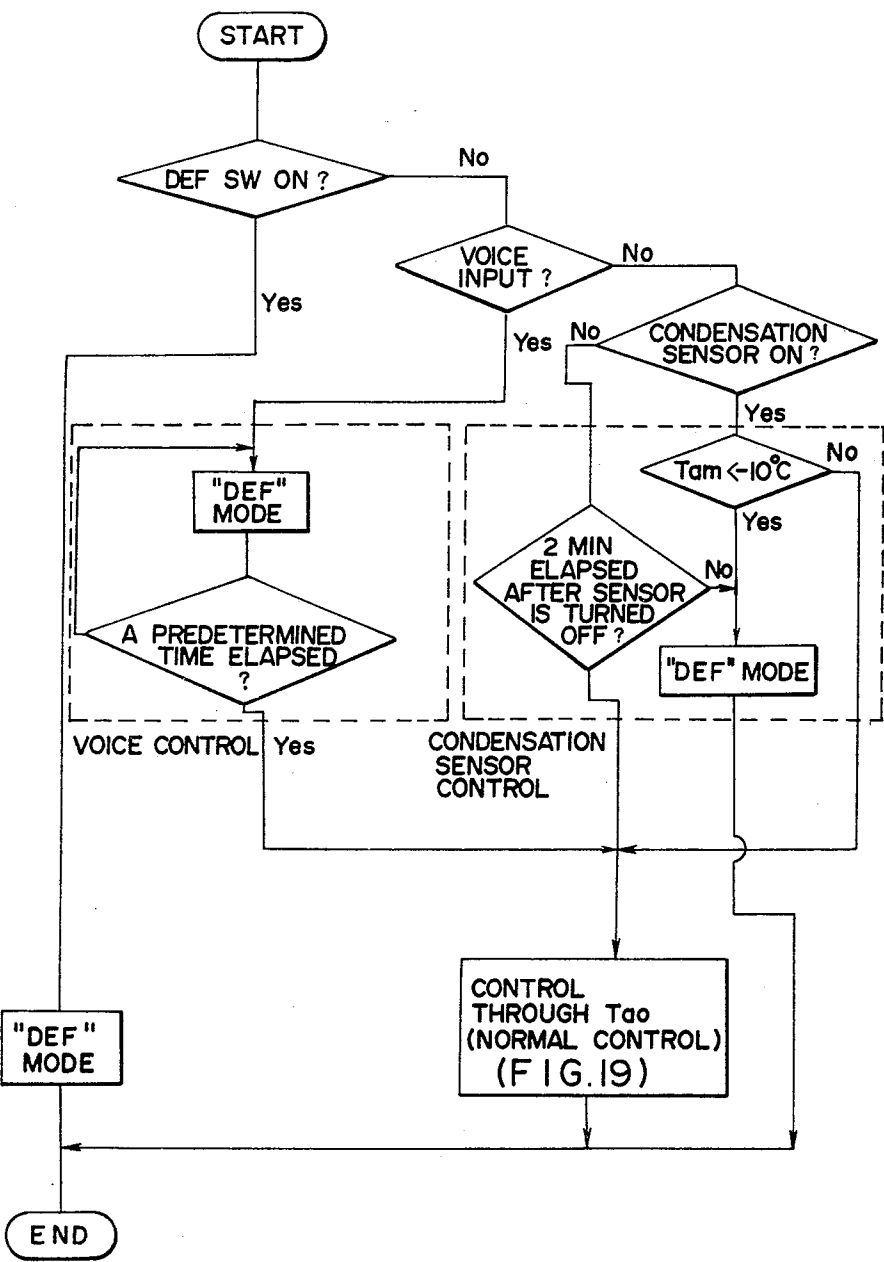 START
DEF SW ON ?
No
Yes
VOICE
INPUT ?
No
Yes
CONDENSATION
SENSOR ON ?
No
Yes
Tam <-10°C
No
Yes
"DEF"
MODE
2 MIN
ELAPSED
AFTER SENSOR
IS TURNED
OFF ?
No
A PREDETERMINED
TIME ELAPSED
?
"DEF" MODE
VOICE CONTROL
Yes
CONDENSATION
SENSOR
CONTROL
CONTROL
THROUGH Tao
(NORMAL CONTROL)
(FIG.19)
"DEF"
MODE
END